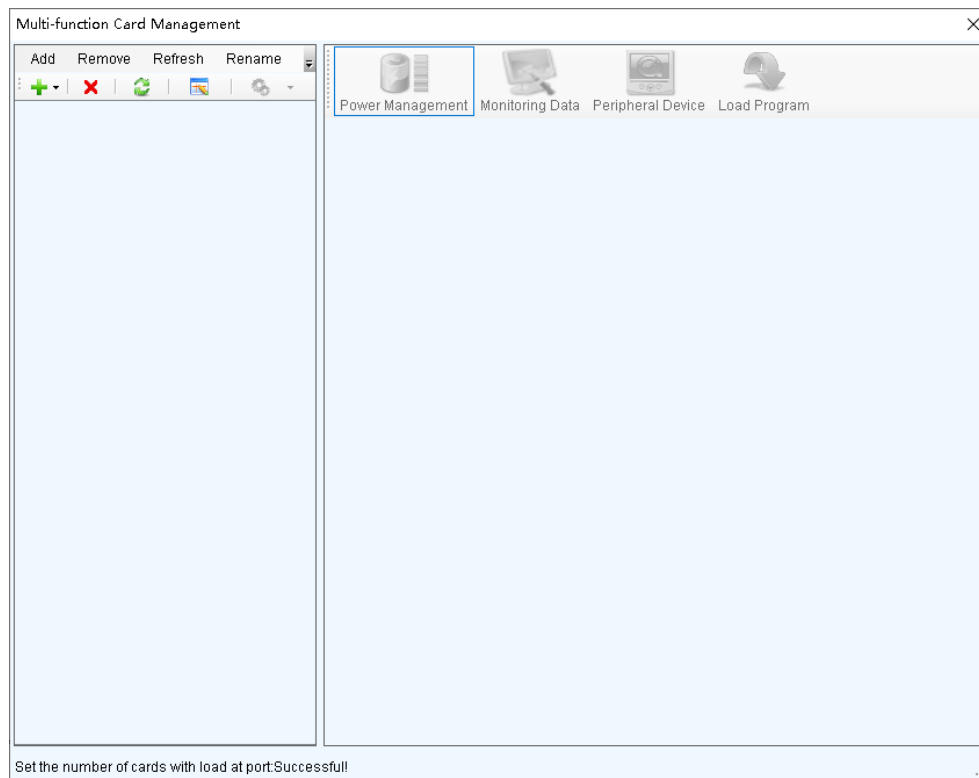 Multi-function Card Management
Add Remove Refresh Rename
Power Management Monitoring Data Peripheral Device Load Program
Set the number of cards with load at port:Successful!